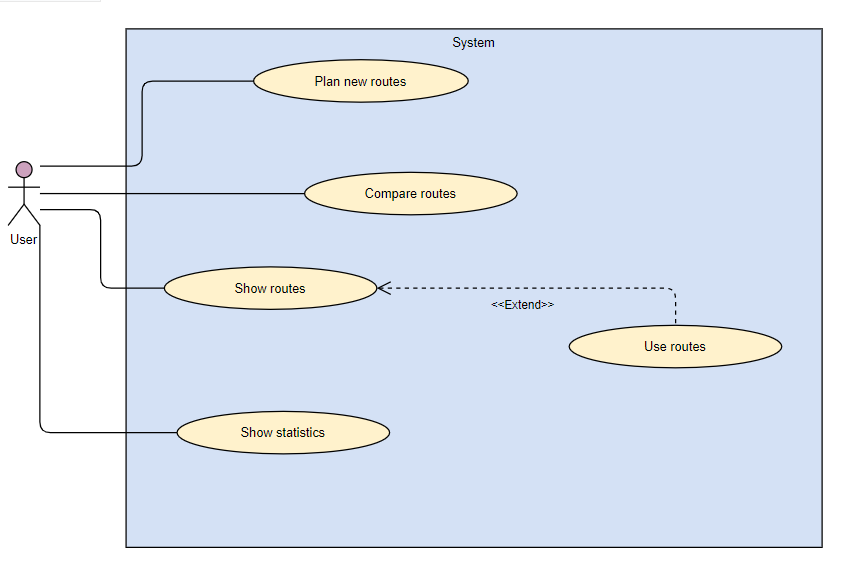 System
Plan new routes
Compare routes
User
Show routes
<<Extend>>
Use routes
Show statistics